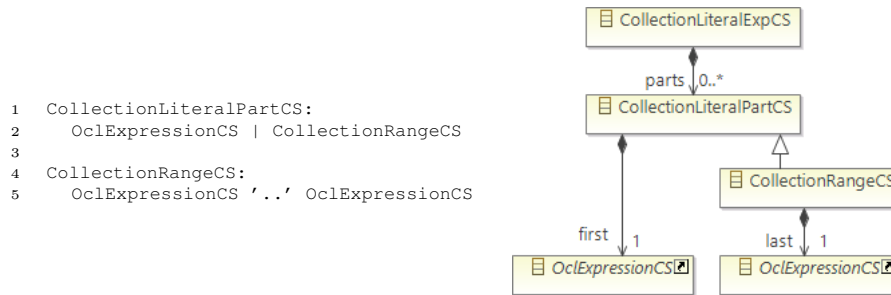 1 CollectionLiteralPartCS:
2 OclExpressionCS | CollectionRangeCS
3
4 CollectionRangeCS:
5 OclExpressionCS '..' OclExpressionCS
CollectionLiteralExpCS
parts 0..*
CollectionLiteralPartCS
CollectionRangeCS
first 1
last 1
OclExpressionCS
OclExpressionCS